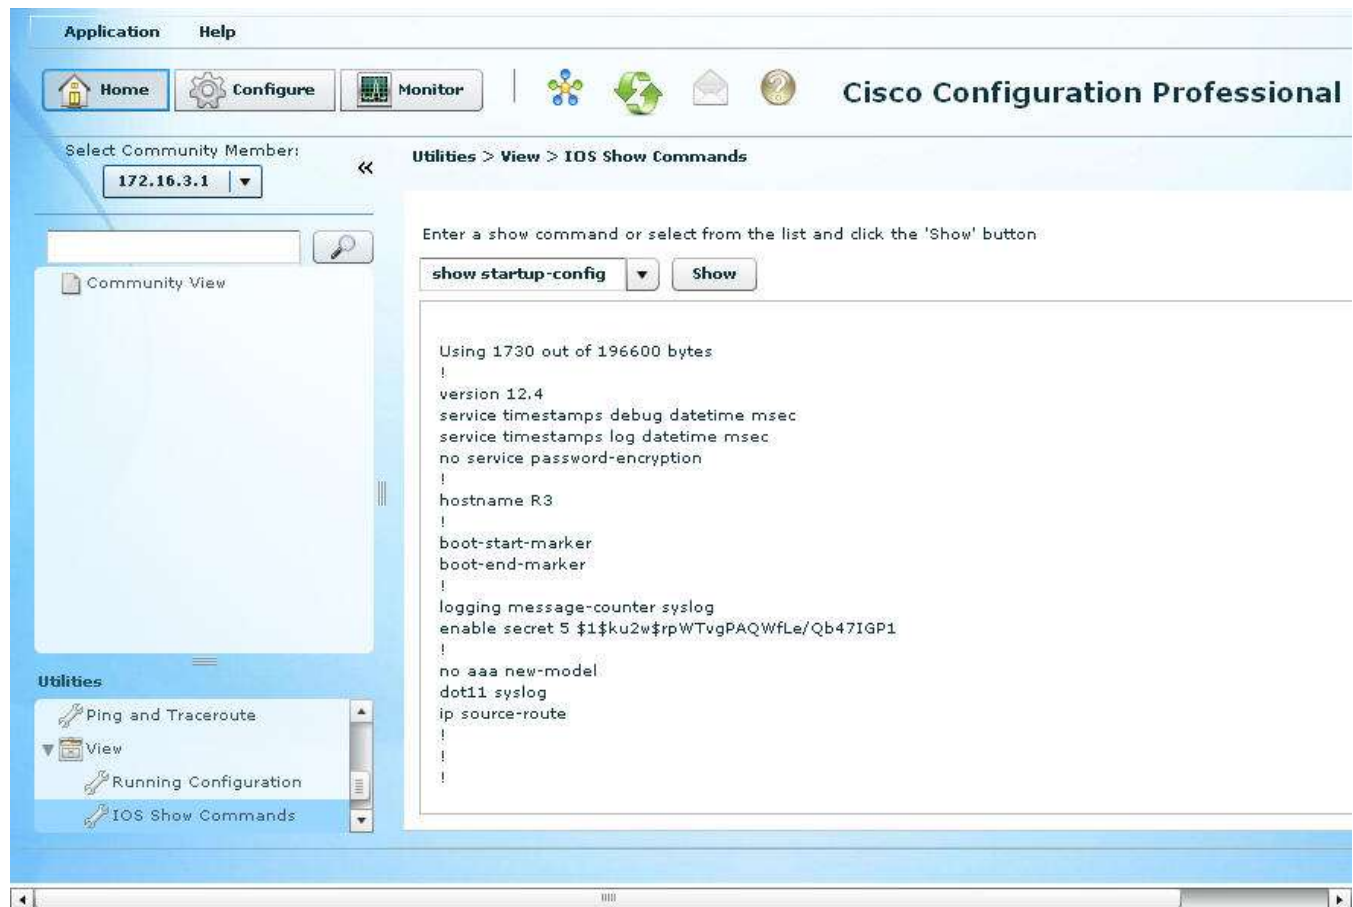 Application Help
Home Configure Monitor Cisco Configuration Professional
Select Community Member:
172.16.3.1
Community View
Utilities
Ping and Traceroute
View
Running Configuration
IOS Show Commands
Utilities > View > IOS Show Commands
Enter a show command or select from the list and click the 'Show' button
show startup-config Show
Using 1730 out of 196600 bytes
!
version 12.4
service timestamps debug datetime msec
service timestamps log datetime msec
no service password-encryption
!
hostname R3
!
boot-start-marker
boot-end-marker
!
logging message-counter syslog
enable secret 5 $1$ku2w$rpWTvgPAQWfLe/Qb47IGP1
!
no aaa new-model
dot11 syslog
ip source-route
!
!
!